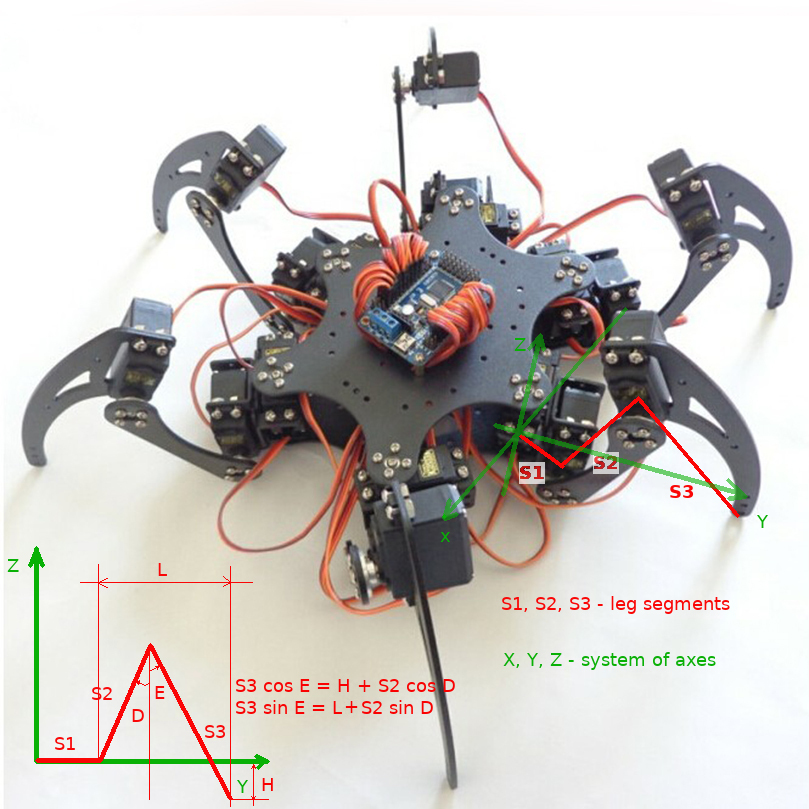 Z
S1
S2
S3
X
Y
S1, S2, S3 - leg segments
X, Y, Z - system of axes
Z
L
S2
E
D
S3
S1
Y
H
S3 cos E = H + S2 cos D
S3 sin E = L+S2 sin D